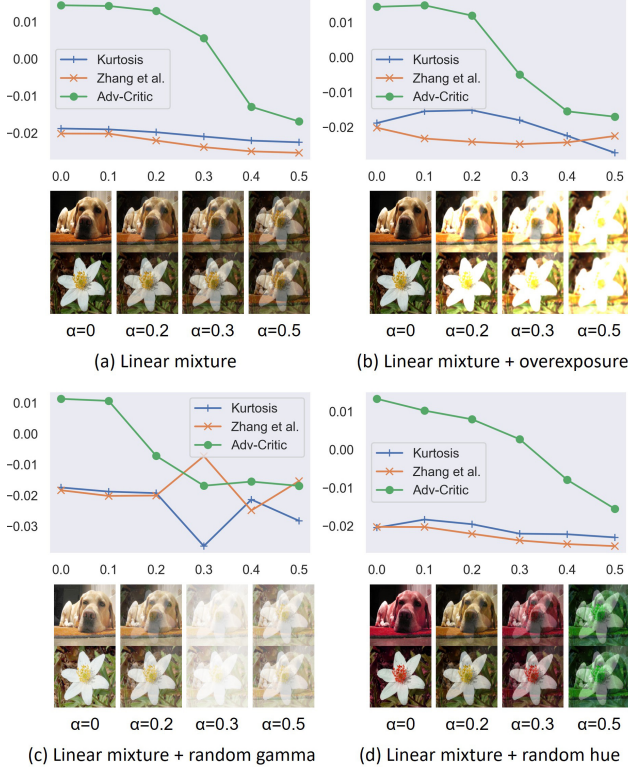 0.01
0.00
−0.01
−0.02
Kurtosis
Zhang et al.
Adv-Critic
0.0 0.1 0.2 0.3 0.4 0.5
α=0 α=0.2 α=0.3 α=0.5
(a) Linear mixture
0.01
0.00
−0.01
−0.02
Kurtosis
Zhang et al.
Adv-Critic
0.0 0.1 0.2 0.3 0.4 0.5
α=0 α=0.2 α=0.3 α=0.5
(b) Linear mixture + overexposure
0.01
0.00
−0.01
−0.02
−0.03
Kurtosis
Zhang et al.
Adv-Critic
0.0 0.1 0.2 0.3 0.4 0.5
α=0 α=0.2 α=0.3 α=0.5
(c) Linear mixture + random gamma
0.01
0.00
−0.01
−0.02
Kurtosis
Zhang et al.
Adv-Critic
0.0 0.1 0.2 0.3 0.4 0.5
α=0 α=0.2 α=0.3 α=0.5
(d) Linear mixture + random hue